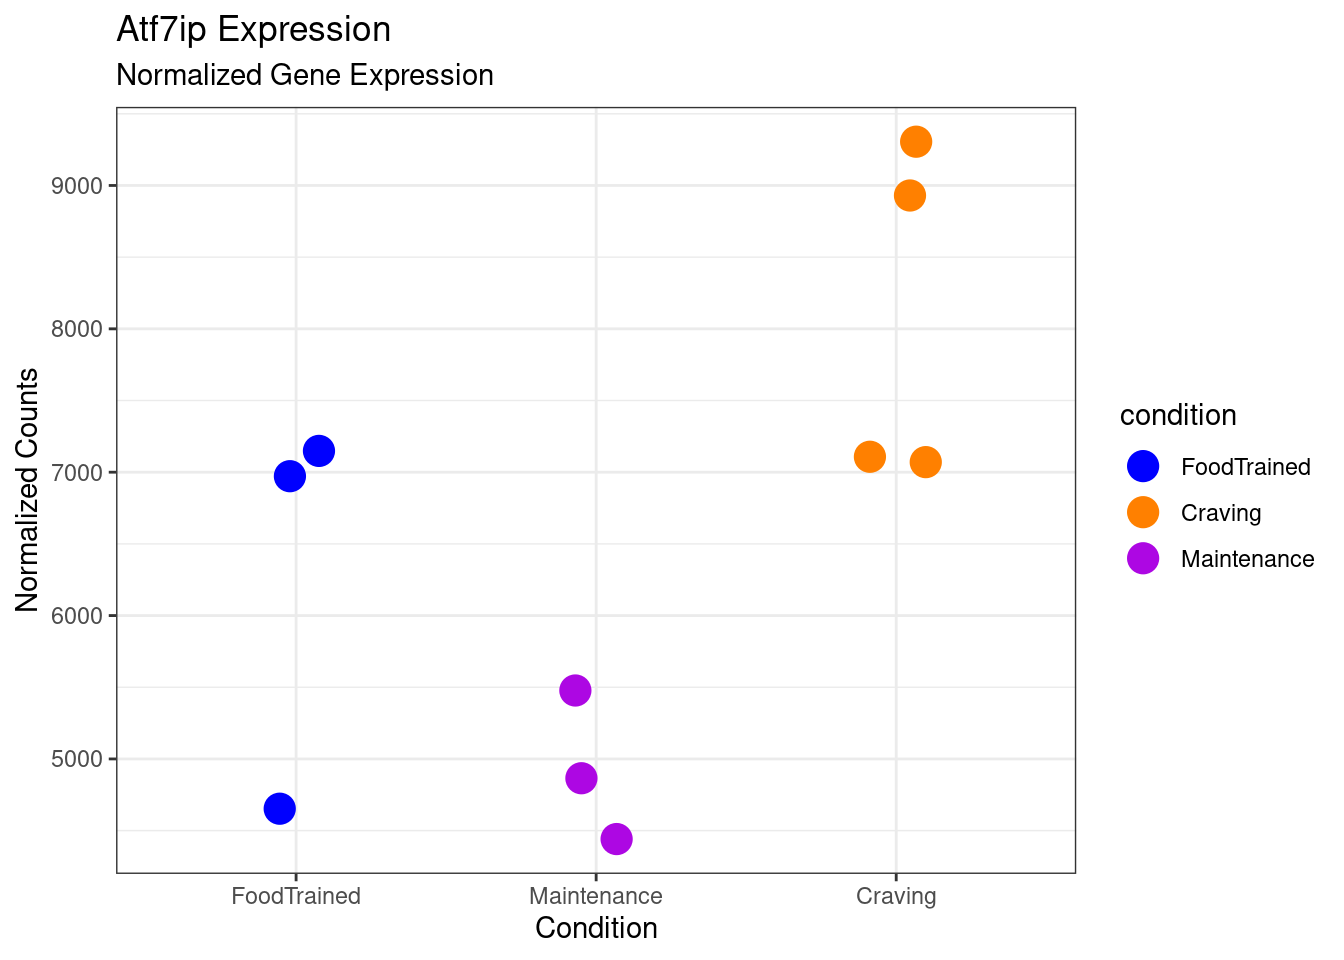 Atf7ip Expression
Normalized Gene Expression
Normalized Counts
9000
8000
7000
6000
5000
FoodTrained Maintenance Craving
Condition
condition
FoodTrained
Craving
Maintenance